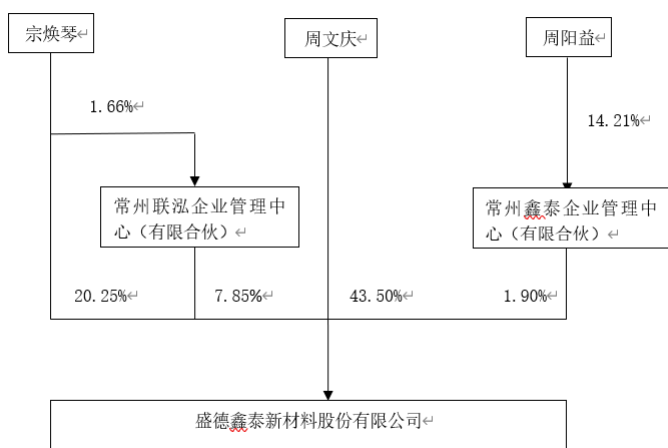 宗焕琴
周文庆
周阳益
1.66%
14.21%
常州联泓企业管理中
心（有限合伙）
常州鑫泰企业管理中
心（有限合伙）
20.25%
7.85%
43.50%
1.90%
盛德鑫泰新材料股份有限公司